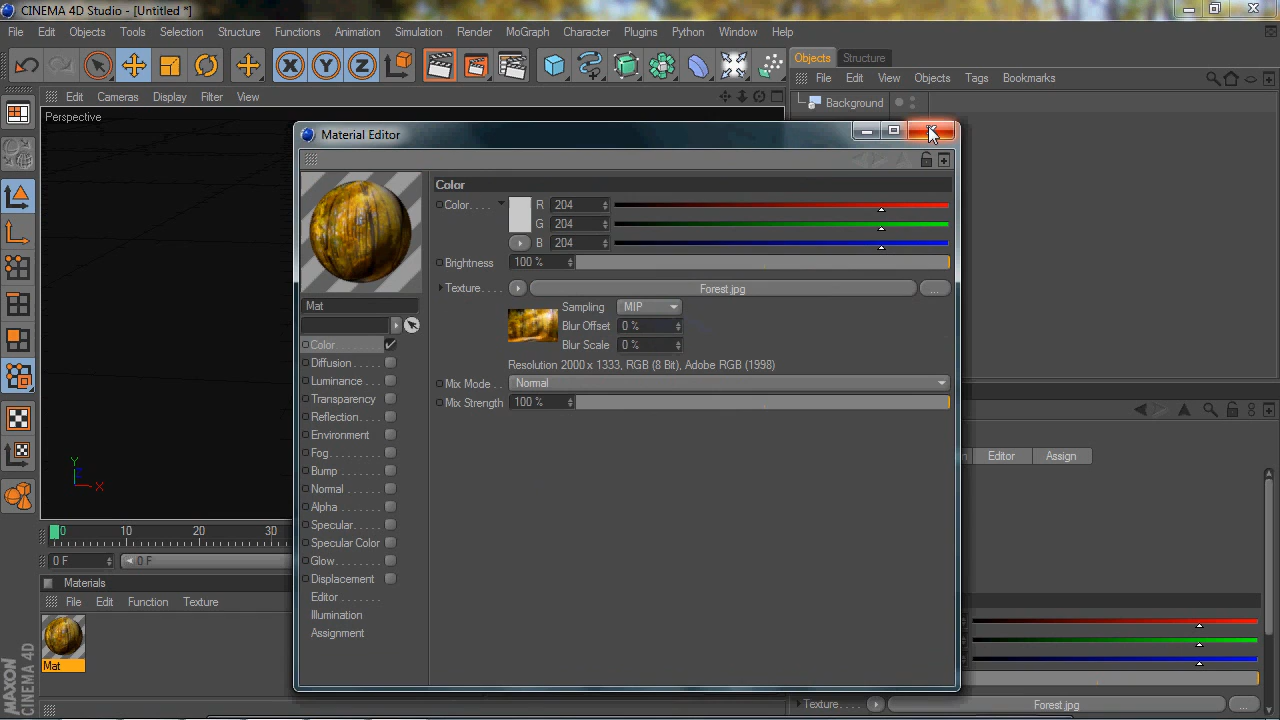 CINEMA 4D Studio - [Untitled *]
File Edit Objects Tools Selection Structure Functions Animation Simulation Render MoGraph Character Plugins Python Window Help
X Y Z
Objects Structure
File Edit View Objects Tags Bookmarks
Edit Cameras Display Filter View
Background
Perspective
Material Editor
Color
Color. . . . R 204
G 204
B 204
Brightness 100 %
Texture. . . . . Forest.jpg ...
Sampling MIP
Blur Offset 0 %
Blur Scale 0 %
Resolution 2000 x 1333, RGB (8 Bit), Adobe RGB (1998)
Mix Mode . . Normal
Mix Strength 100 %
Mat
Color
Diffusion
Luminance
Transparency
Reflection
Environment
Fog
Bump
Normal
Alpha
Specular
Specular Color
Glow
Displacement
Editor
Illumination
Assignment
Editor Assign
Y
X
0 10 20 30
0 F 0 F
Materials
File Edit Function Texture
Mat
MAXON
CINEMA 4D
Texture. . . . . Forest.jpg ...